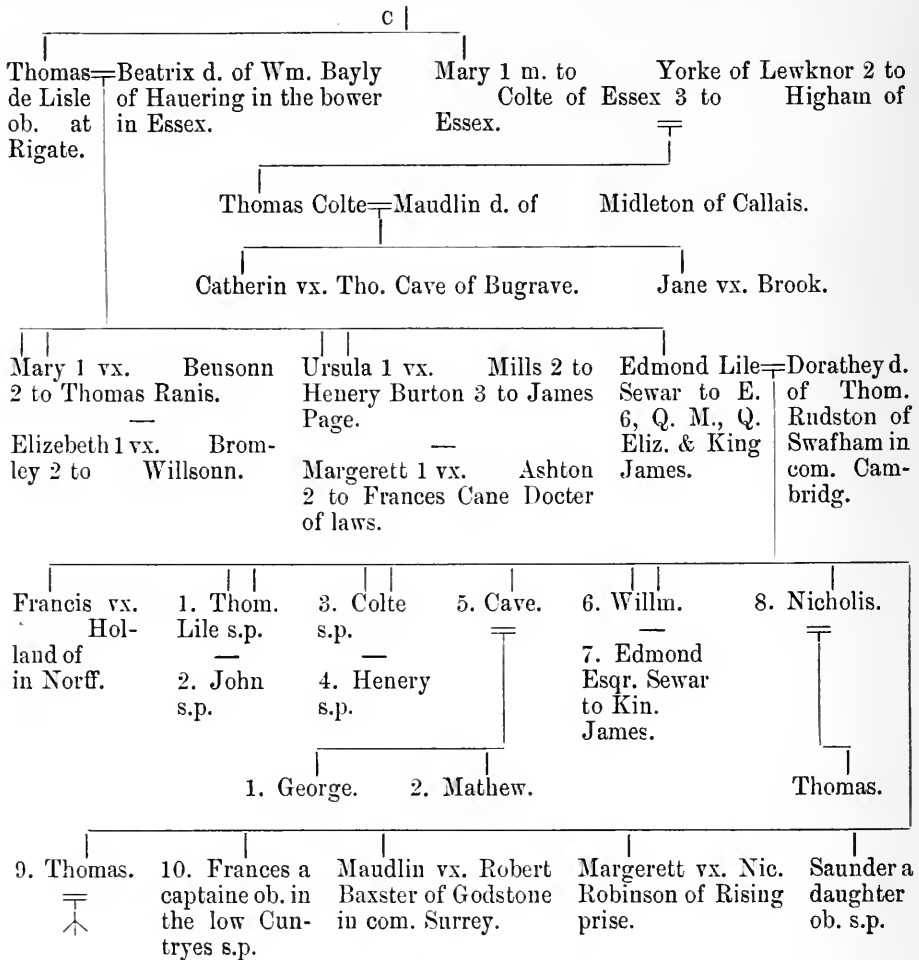 C
Thomas
de Lisle
ob. at
Rigate.
Beatrix d. of Wm. Bayly
of Hauering in the bower
in Essex.
Mary 1 m. to Yorke of Lewknor 2 to
Colte of Essex 3 to Higham of
Essex.
Thomas Colte
Maudlin d. of Midleton of Callais.
Catherin vx. Tho. Cave of Bugrave.
Jane vx. Brook.
Mary 1 vx. Bensonn
2 to Thomas Ranis.
Elizebeth 1 vx. Brom-
ley 2 to Willsonn.
Ursula 1 vx. Mills 2 to
Henery Burton 3 to James
Page.
Margerett 1 vx. Ashton
2 to Frances Cane Docter
of laws.
Edmond Lile
Sewar to E.
6, Q. M., Q.
Eliz. & King
James.
Dorathey d.
of Thom.
Rudston of
Swafham in
com. Cam-
bridg.
Francis vx.
Hol-
land of
in Norff.
1. Thom.
Lile s.p.
2. John
s.p.
3. Colte
s.p.
4. Henery
s.p.
5. Cave.
6. Willm.
7. Edmond
Esqr. Sewar
to Kin.
James.
8. Nicholis.
1. George.
2. Mathew.
Thomas.
9. Thomas.
10. Frances a
captaine ob. in
the low Cun-
tryes s.p.
Maudlin vx. Robert
Baxster of Godstone
in com. Surrey.
Margerett vx. Nic.
Robinson of Rising
prise.
Saunder a
daughter
ob. s.p.